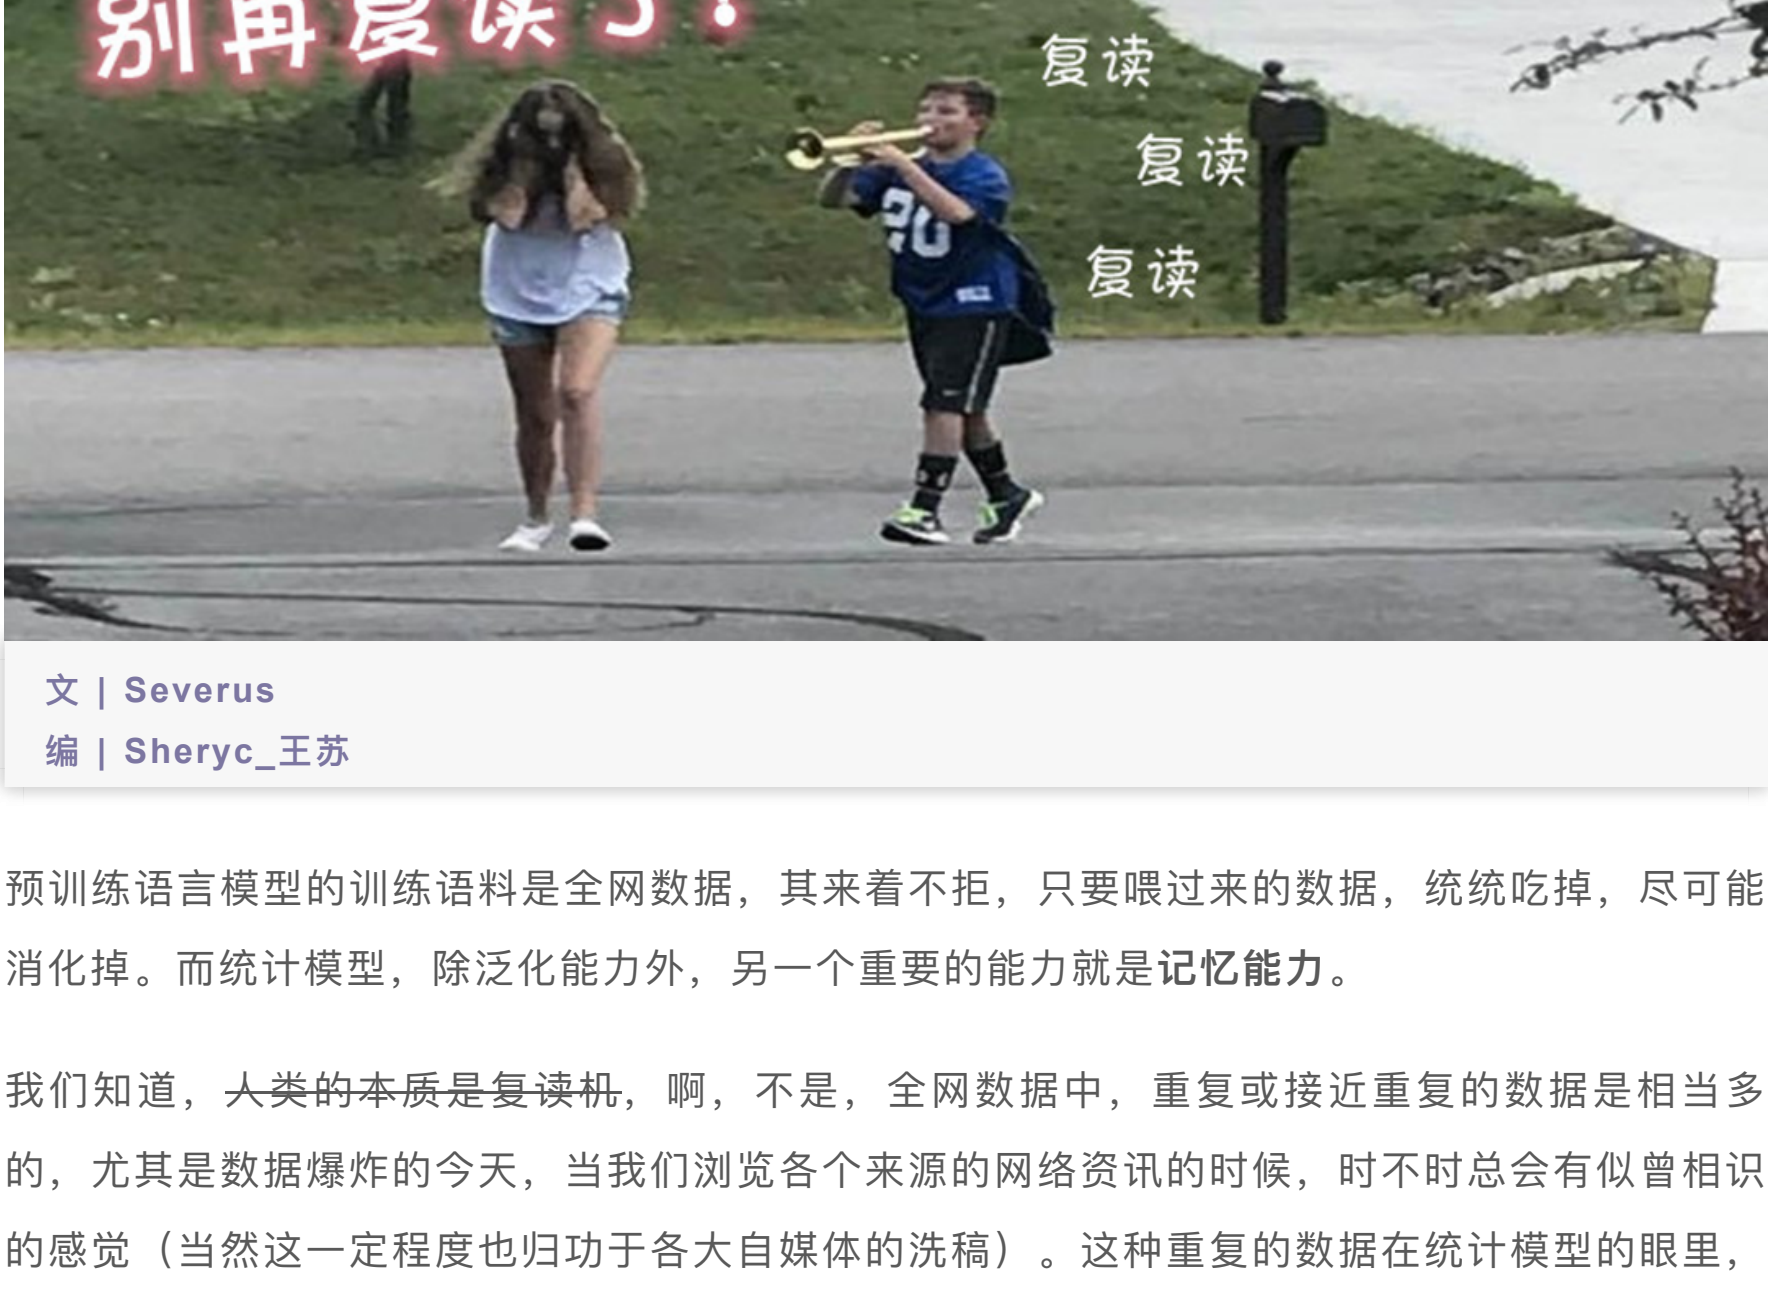 别再复读了！
复读
复读
复读
20
文 | Severus
编 | Sheryc_王苏
预训练语言模型的训练语料是全网数据，其来着不拒，只要喂过来的数据，统统吃掉，尽可能
消化掉。而统计模型，除泛化能力外，另一个重要的能力就是记忆能力。
我们知道，人类的本质是复读机，啊，不是，全网数据中，重复或接近重复的数据是相当多
的，尤其是数据爆炸的今天，当我们浏览各个来源的网络资讯的时候，时不时总会有似曾相识
的感觉（当然这一定程度也归功于各大自媒体的洗稿）。这种重复的数据在统计模型的眼里，